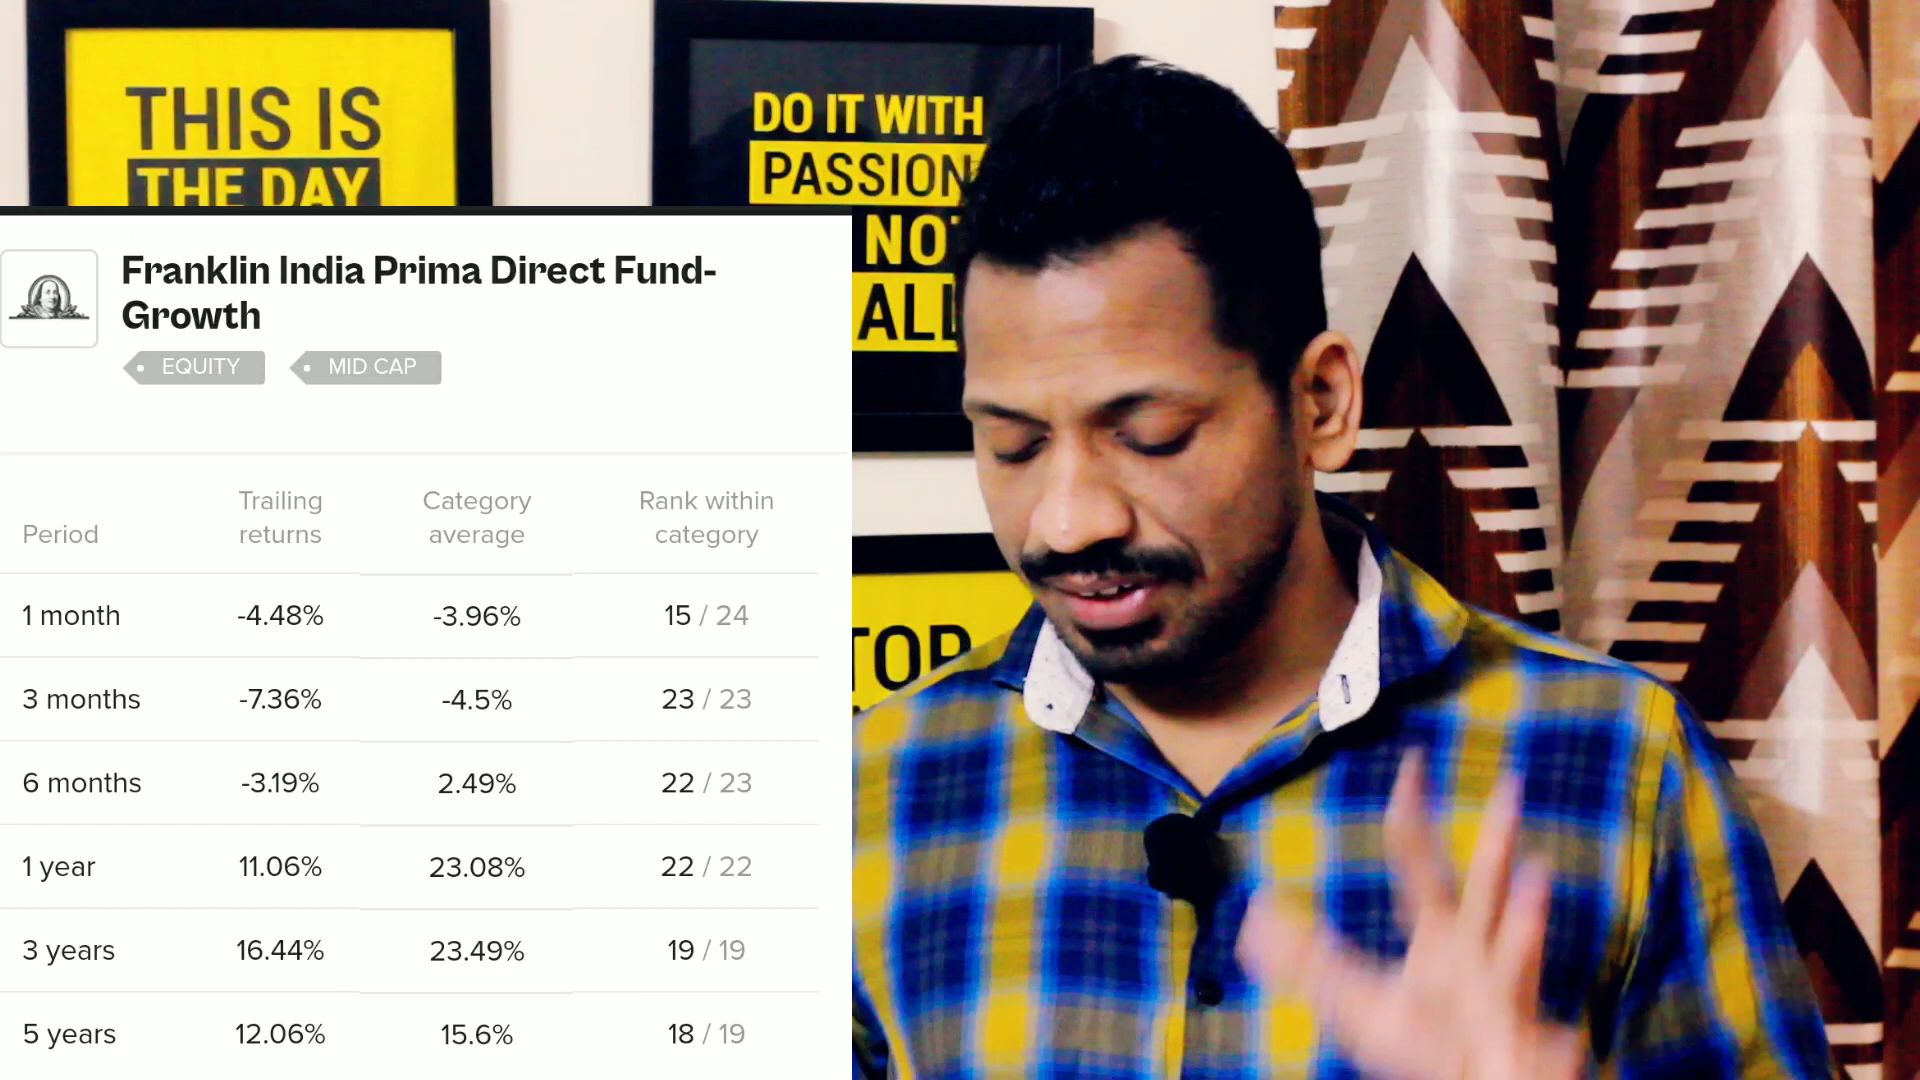 THIS IS
THE DAY
DO IT WITH
PASSION
NOT
ALL
TOP
Franklin India Prima Direct Fund-
Growth
EQUITY
MID CAP
Period Trailing returns Category average Rank within category
1 month -4.48% -3.96% 15 / 24
3 months -7.36% -4.5% 23 / 23
6 months -3.19% 2.49% 22 / 23
1 year 11.06% 23.08% 22 / 22
3 years 16.44% 23.49% 19 / 19
5 years 12.06% 15.6% 18 / 19